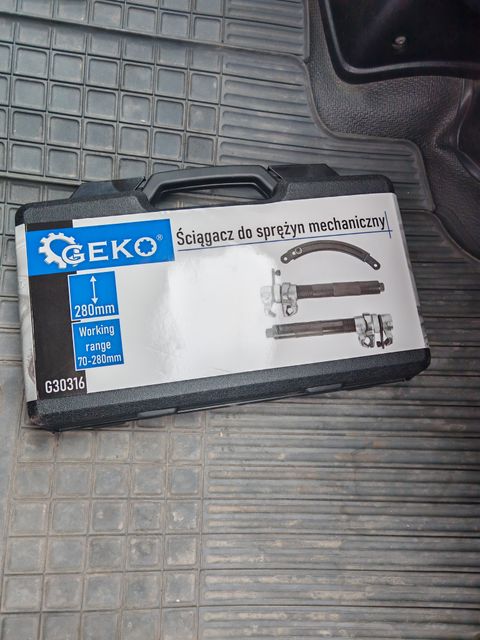 GEKO®
Ściągacz do sprężyn mechaniczny
280mm
Working
range
70-280mm
G30316